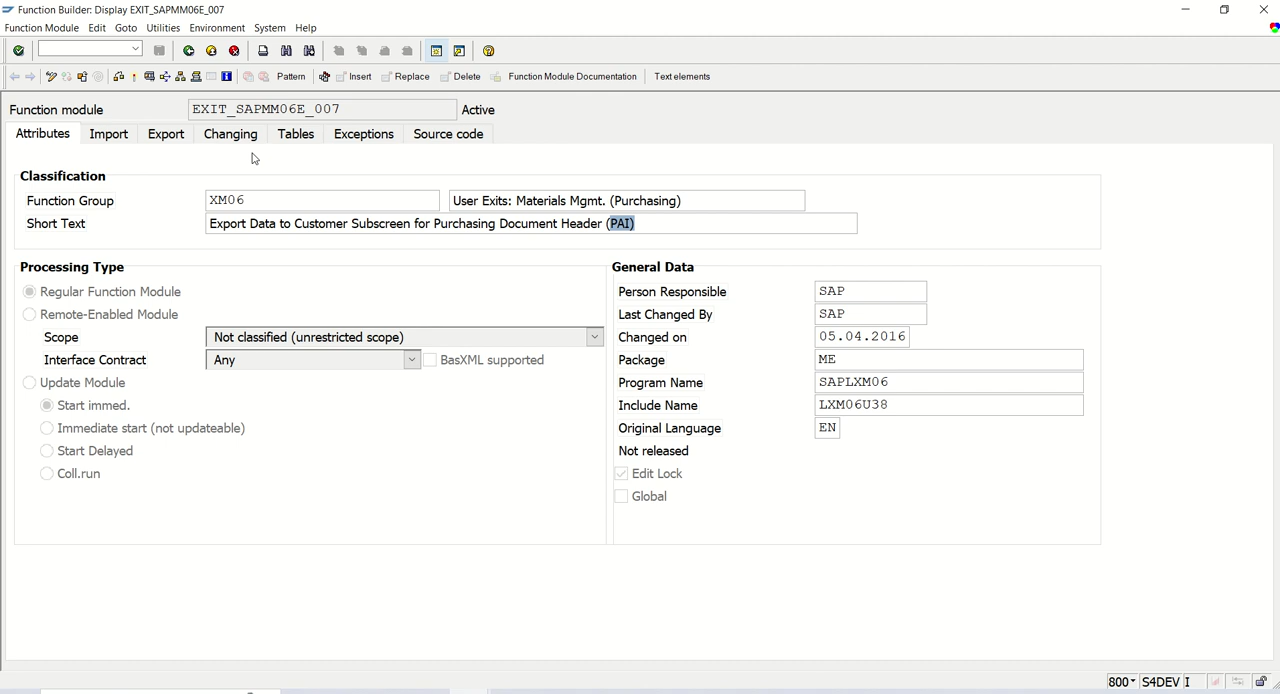 Function Builder: Display EXIT_SAPMM06E_007
Function Module Edit Goto Utilities Environment System Help
Pattern Insert Replace Delete Function Module Documentation Text elements
Function module EXIT_SAPMM06E_007 Active
Attributes Import Export Changing Tables Exceptions Source code
Classification
Function Group XM06 User Exits: Materials Mgmt. (Purchasing)
Short Text Export Data to Customer Subscreen for Purchasing Document Header (PAI)
Processing Type General Data
Regular Function Module Person Responsible SAP
Remote-Enabled Module Last Changed By SAP
Scope Not classified (unrestricted scope) Changed on 05.04.2016
Interface Contract Any BasXML supported Package ME
Update Module Program Name SAPLXM06
Start immed. Include Name LXM06U38
Immediate start (not updateable) Original Language EN
Start Delayed Not released
Coll.run Edit Lock
Global
800 S4DEV I